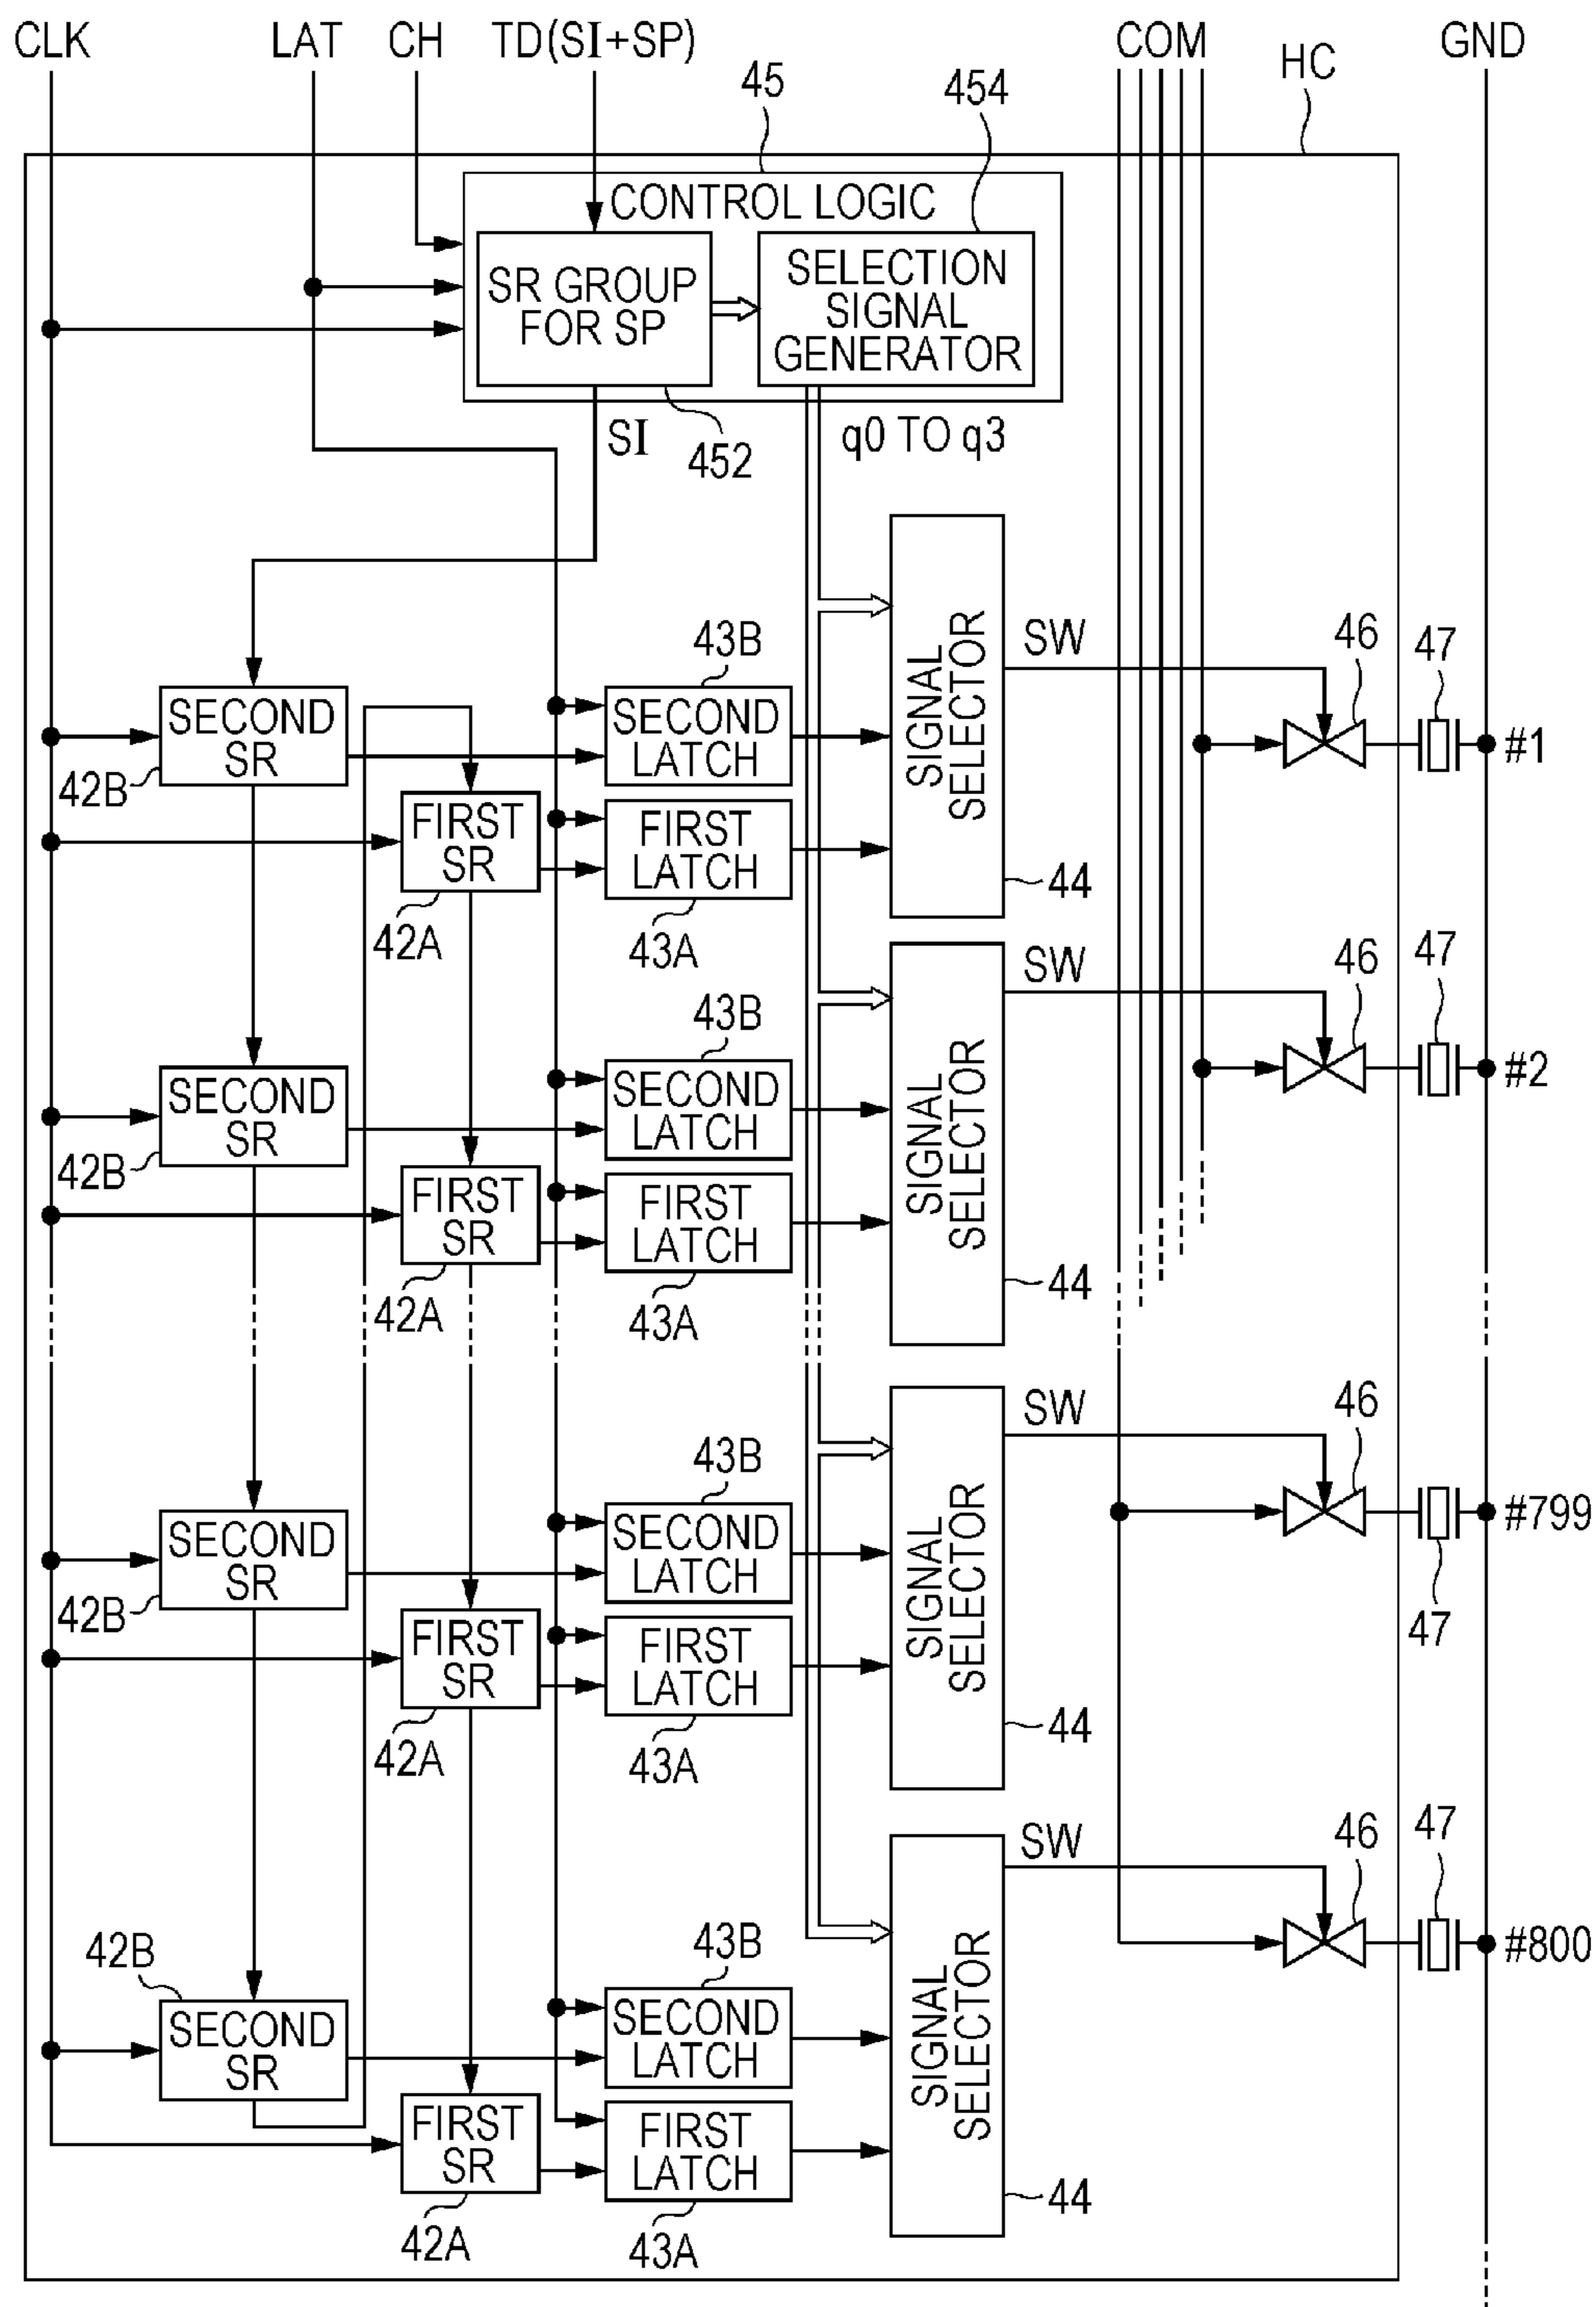 CLK LAT CH TD(SI+SP) COM HC GND
45 454
CONTROL LOGIC
SR GROUP
FOR SP
SELECTION
SIGNAL
GENERATOR
SI 452 q0 TO q3
SECOND
SR
42B
43B
SECOND
LATCH
FIRST
SR
42A
FIRST
LATCH
43A
SIGNAL
SELECTOR
44
SW
46
47
#1
SECOND
SR
42B
43B
SECOND
LATCH
FIRST
SR
42A
FIRST
LATCH
43A
SIGNAL
SELECTOR
44
SW
46
47
#2
SECOND
SR
42B
43B
SECOND
LATCH
FIRST
SR
42A
FIRST
LATCH
43A
SIGNAL
SELECTOR
44
SW
46
47
#799
42B
SECOND
SR
43B
SECOND
LATCH
FIRST
SR
42A
FIRST
LATCH
43A
SIGNAL
SELECTOR
44
SW
46
47
#800